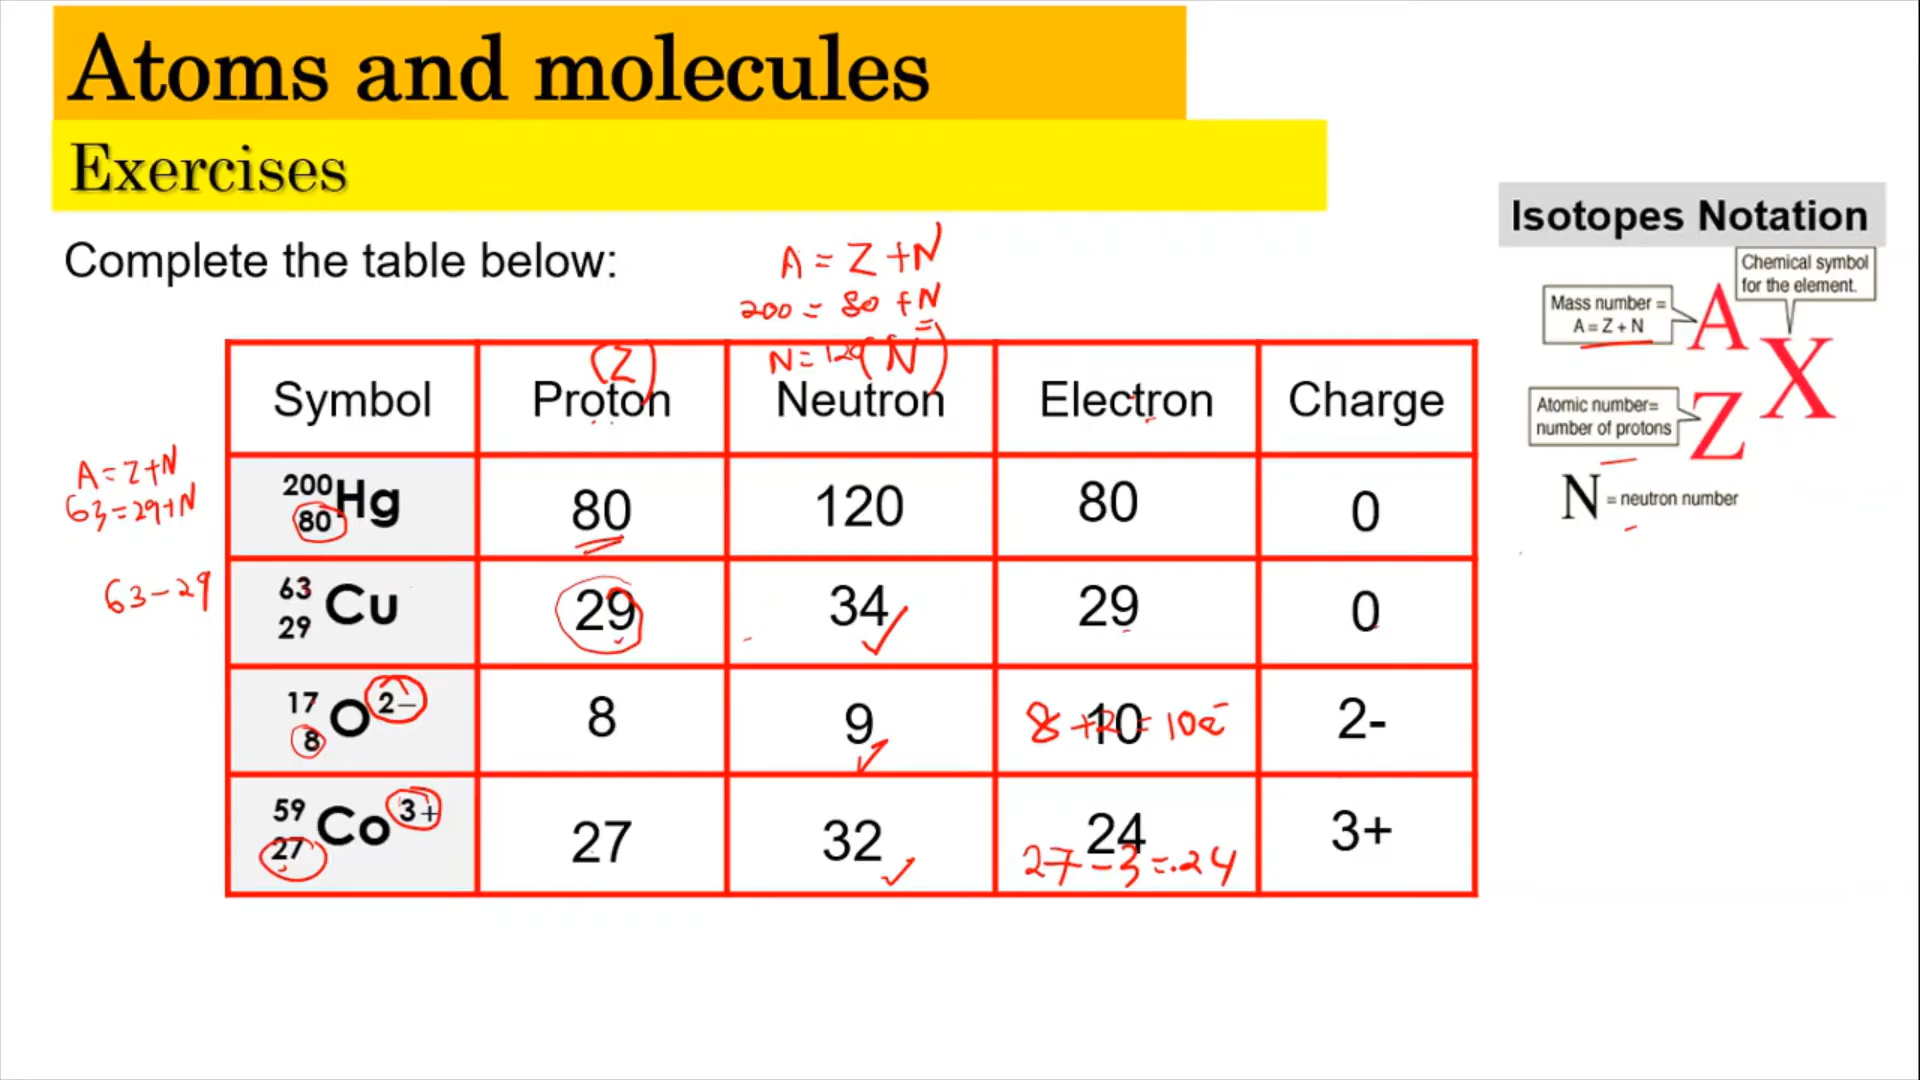 Atoms and molecules
Exercises
Complete the table below:
A = Z + N
200 = 80 + N
N = 120
(Z)
(N)
Symbol Proton Neutron Electron Charge
A = Z + N
63 = 29 + N
200 80 Hg 80 120 80 0
63 - 29
63 29 Cu 29 34 29 0
17 8 O 2- 8 9 10 2-
8 + 2 = 10e-
59 27 Co 3+ 27 32 24 3+
27 - 3 = 24
Isotopes Notation
Chemical symbol
for the element.
Mass number =
A = Z + N
A
X
Atomic number=
number of protons
Z
N = neutron number